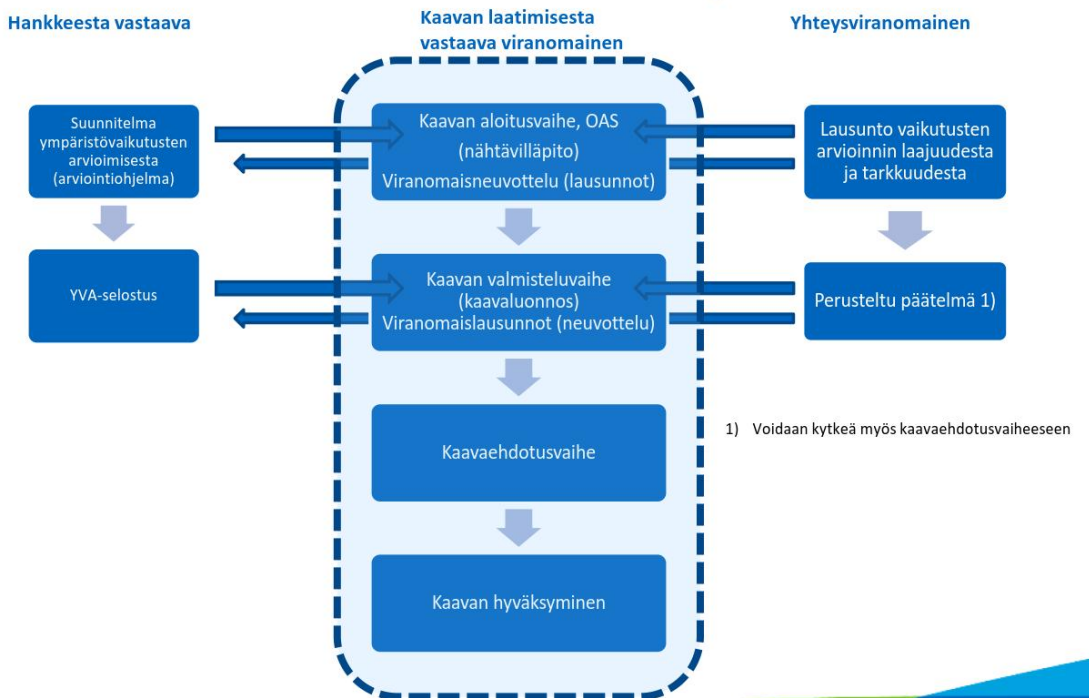 Hankkeesta vastaava
Kaavan laatimisesta
vastaava viranomainen
Yhteysviranomainen
Suunnitelma
ympäristövaikutusten
arvioimisesta
(arviointiohjelma)
Kaavan aloitusvaihe, OAS
(nähtävilläpito)
Viranomaisneuvottelu (lausunnot)
Lausunto vaikutusten
arvioinnin laajuudesta
ja tarkkuudesta
YVA-selostus
Kaavan valmisteluvaihe
(kaavaluonnos)
Viranomaislausunnot (neuvottelu)
Perusteltu päätelmä 1)
Kaavaehdotusvaihe
1) Voidaan kytkeä myös kaavaehdotusvaiheeseen
Kaavan hyväksyminen